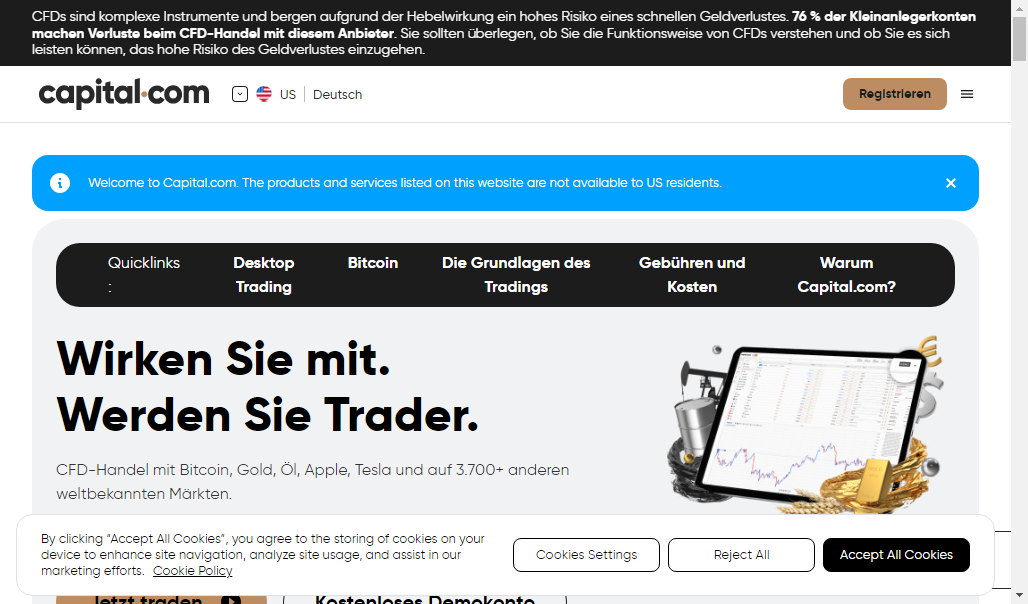 CFDs sind komplexe Instrumente und bergen aufgrund der Hebelwirkung ein hohes Risiko eines schnellen Geldverlustes. 76 % der Kleinanlegerkonten
machen Verluste beim CFD-Handel mit diesem Anbieter. Sie sollten überlegen, ob Sie die Funktionsweise von CFDs verstehen und ob Sie es sich
leisten können, das hohe Risiko des Geldverlustes einzugehen.
capital.com
US
Deutsch
Registrieren
Welcome to Capital.com. The products and services listed on this website are not available to US residents.
Quicklinks
:
Desktop
Trading
Bitcoin
Die Grundlagen des
Tradings
Gebühren und
Kosten
Warum
Capital.com?
Wirken Sie mit.
Werden Sie Trader.
CFD-Handel mit Bitcoin, Gold, Öl, Apple, Tesla und auf 3.700+ anderen
weltbekannten Märkten.
By clicking “Accept All Cookies”, you agree to the storing of cookies on your
device to enhance site navigation, analyze site usage, and assist in our
marketing efforts. Cookie Policy
Cookies Settings
Reject All
Accept All Cookies
Jetzt traden
Kostenloses Demokonto